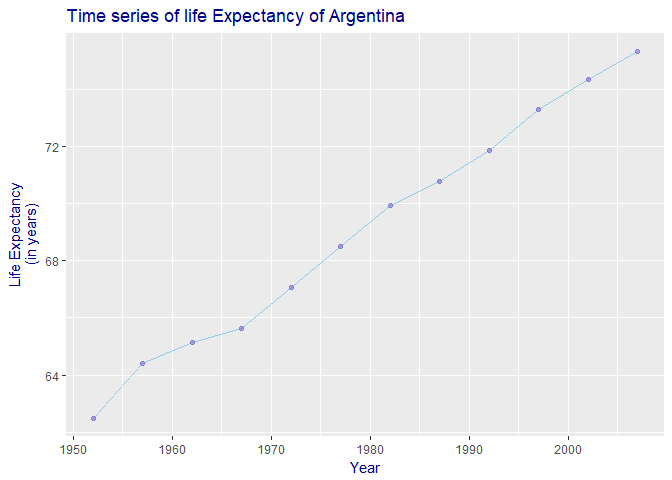 Time series of life Expectancy of Argentina
72
68
64
Life Expectancy
(in years)
1950 1960 1970 1980 1990 2000
Year